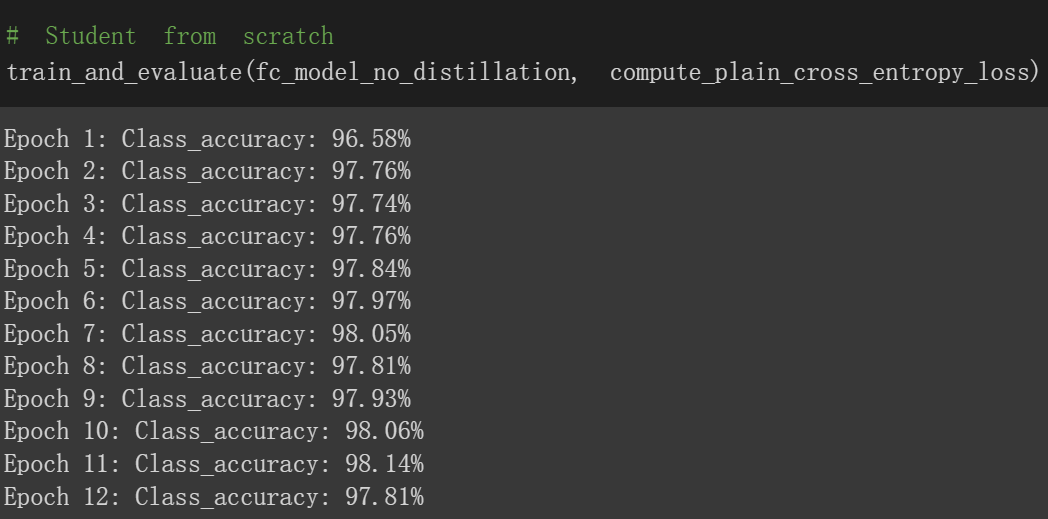 # Student from scratch
train_and_evaluate(fc_model_no_distillation, compute_plain_cross_entropy_loss)
Epoch 1: Class_accuracy: 96.58%
Epoch 2: Class_accuracy: 97.76%
Epoch 3: Class_accuracy: 97.74%
Epoch 4: Class_accuracy: 97.76%
Epoch 5: Class_accuracy: 97.84%
Epoch 6: Class_accuracy: 97.97%
Epoch 7: Class_accuracy: 98.05%
Epoch 8: Class_accuracy: 97.81%
Epoch 9: Class_accuracy: 97.93%
Epoch 10: Class_accuracy: 98.06%
Epoch 11: Class_accuracy: 98.14%
Epoch 12: Class_accuracy: 97.81%